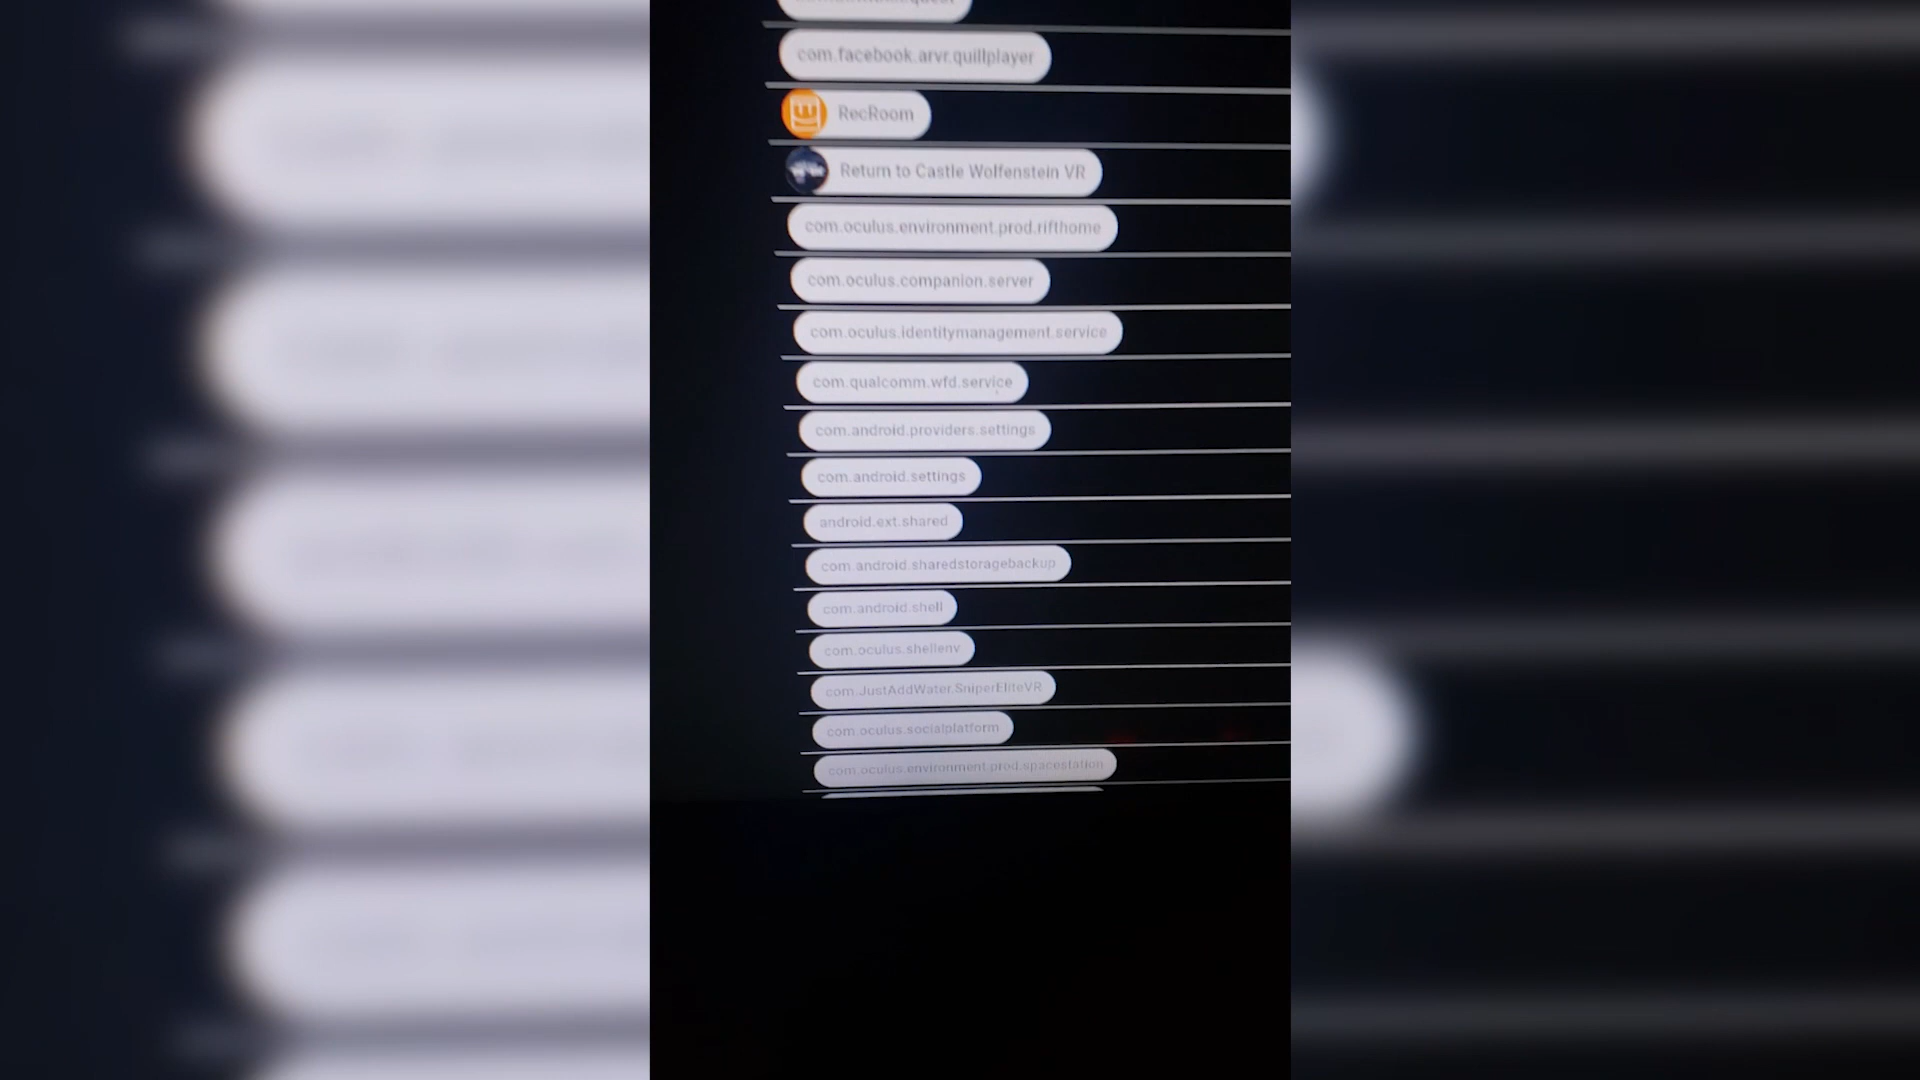 com.facebook.arvr.quillplayer
RecRoom
Return to Castle Wolfenstein VR
com.oculus.environment.prod.rifthome
com.oculus.companion.server
com.oculus.identitymanagement.service
com.qualcomm.wfd.service
com.android.providers.settings
com.android.settings
android.ext.shared
com.android.sharedstoragebackup
com.android.shell
com.oculus.shellenv
com.JustAddWater.SniperEliteVR
com.oculus.socialplatform
com.oculus.environment.prod.spacestation